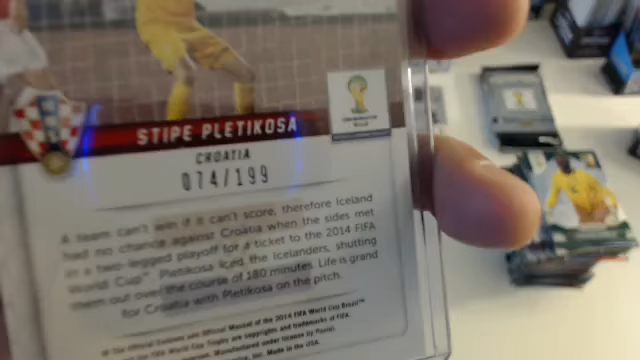 STIPE PLETIKOSA
CROATIA
074/199
A team can't win if it can't score, therefore Iceland
had no chance against Croatia when the sides met
in a two-legged playoff for a ticket to the 2014 FIFA
World Cup™. Pletikosa iced the Icelanders, shutting
them out over the course of 180 minutes. Life is grand
for Croatia with Pletikosa on the pitch.
© The Official Emblems and Official Mascot of the 2014 FIFA World Cup Brazil™
and the FIFA World Cup Trophy are copyrights and trademarks of FIFA.
Manufactured under license by Panini
Inc. Made in the USA.